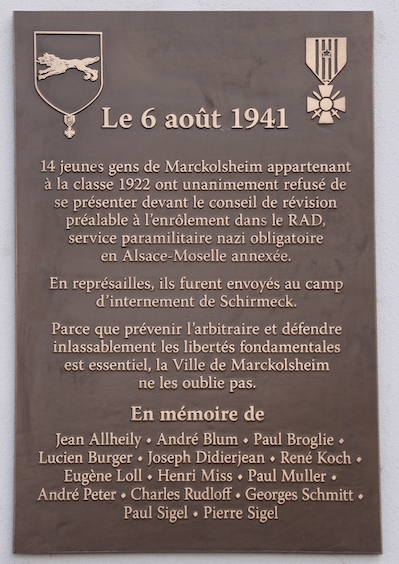 Le 6 août 1941
14 jeunes gens de Marckolsheim appartenant
à la classe 1922 ont unanimement refusé de
se présenter devant le conseil de révision
préalable à l'enrôlement dans le RAD,
service paramilitaire nazi obligatoire
en Alsace-Moselle annexée.
En représailles, ils furent envoyés au camp
d'internement de Schirmeck.
Parce que prévenir l'arbitraire et défendre
inlassablement les libertés fondamentales
est essentiel, la Ville de Marckolsheim
ne les oublie pas.
En mémoire de
Jean Allheily • André Blum • Paul Broglie •
Lucien Burger • Joseph Didierjean • René Koch •
Eugène Loll • Henri Miss • Paul Muller •
André Peter • Charles Rudloff • Georges Schmitt •
Paul Sigel • Pierre Sigel